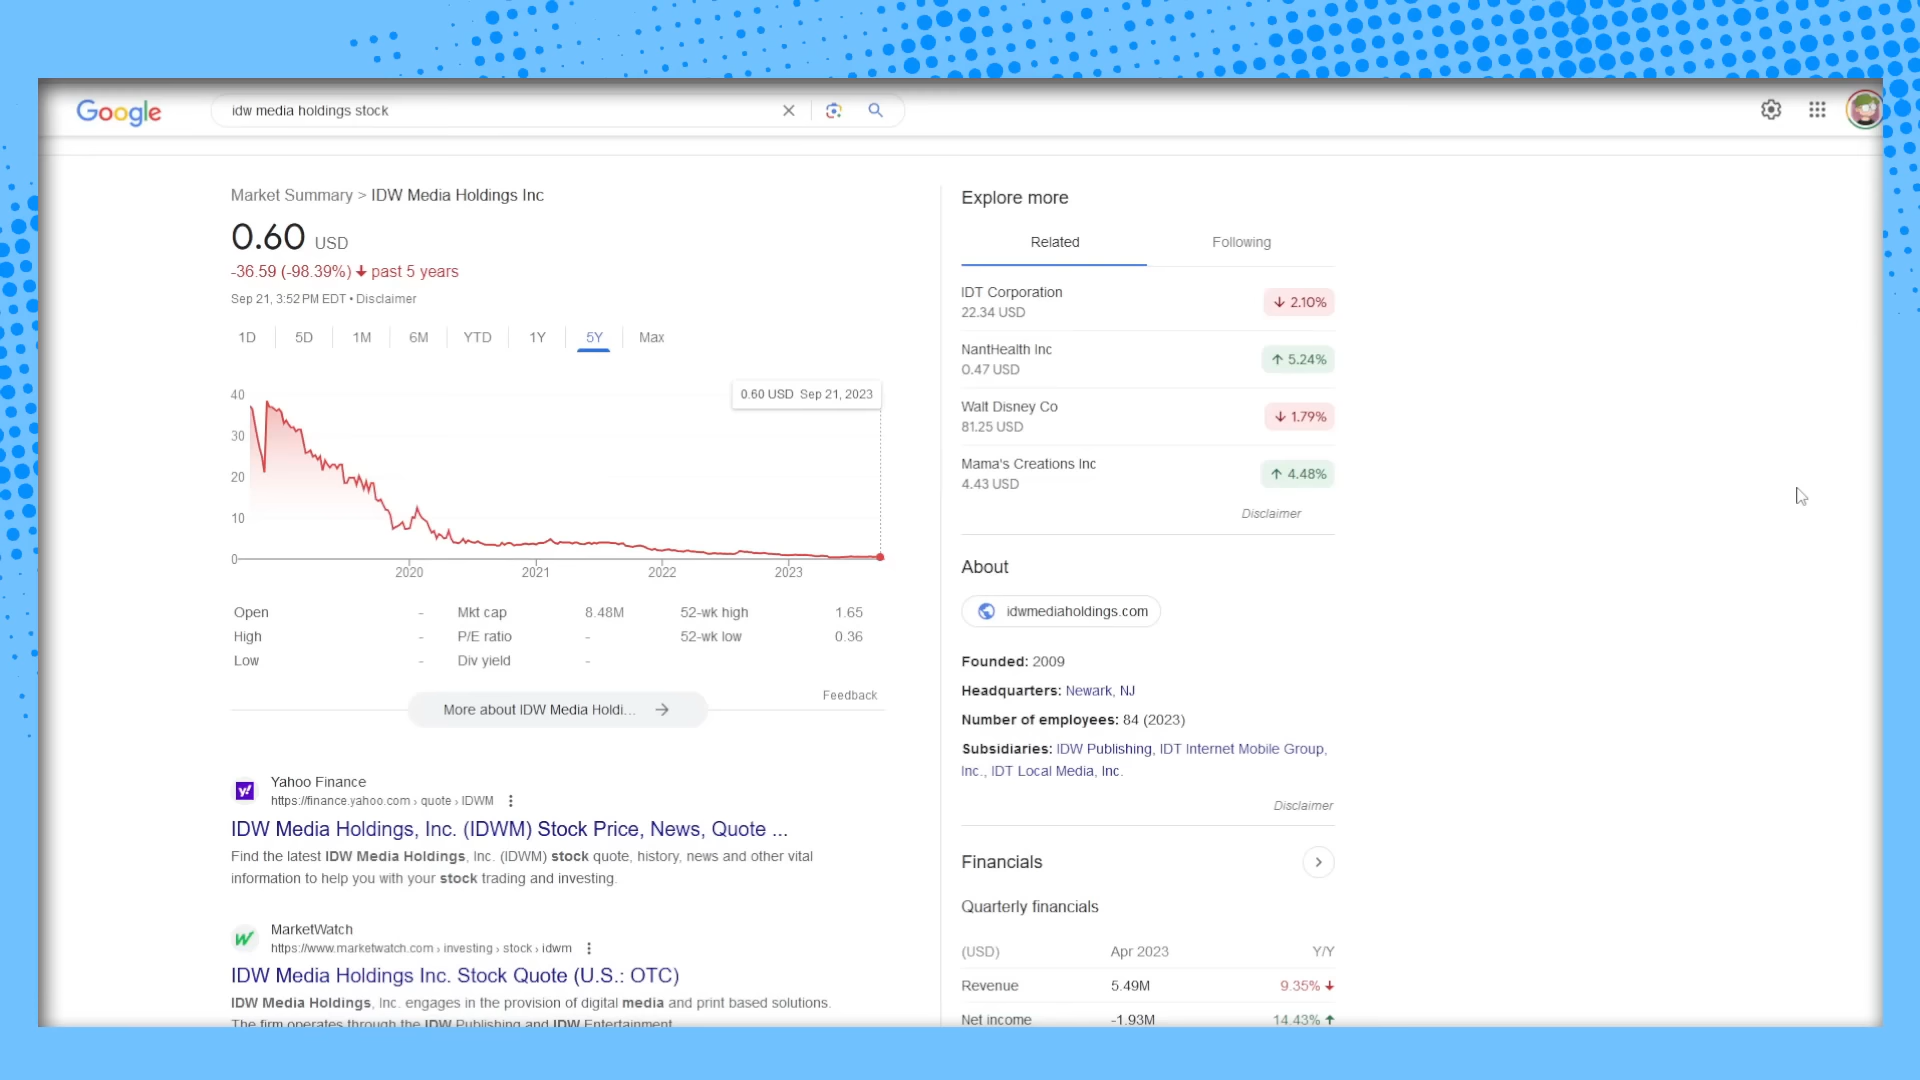 Google
idw media holdings stock
Market Summary > IDW Media Holdings Inc
0.60 USD
-36.59 (-98.39%) ↓ past 5 years
Sep 21, 3:52 PM EDT • Disclaimer
1D 5D 1M 6M YTD 1Y 5Y Max
0.60 USD Sep 21, 2023
40
30
20
10
0
2020 2021 2022 2023
Open - Mkt cap 8.48M 52-wk high 1.65
High - P/E ratio - 52-wk low 0.36
Low - Div yield -
Feedback
More about IDW Media Holdi... →
Yahoo Finance
https://finance.yahoo.com › quote › IDWM
IDW Media Holdings, Inc. (IDWM) Stock Price, News, Quote ...
Find the latest IDW Media Holdings, Inc. (IDWM) stock quote, history, news and other vital
information to help you with your stock trading and investing.
MarketWatch
https://www.marketwatch.com › investing › stock › idwm
IDW Media Holdings Inc. Stock Quote (U.S.: OTC)
IDW Media Holdings, Inc. engages in the provision of digital media and print based solutions.
The firm operates through the IDW Publishing and IDW Entertainment
Explore more
Related Following
IDT Corporation
22.34 USD
↓ 2.10%
NantHealth Inc
0.47 USD
↑ 5.24%
Walt Disney Co
81.25 USD
↓ 1.79%
Mama's Creations Inc
4.43 USD
↑ 4.48%
Disclaimer
About
idwmediaholdings.com
Founded: 2009
Headquarters: Newark, NJ
Number of employees: 84 (2023)
Subsidiaries: IDW Publishing, IDT Internet Mobile Group,
Inc., IDT Local Media, Inc.
Disclaimer
Financials
Quarterly financials
(USD) Apr 2023 Y/Y
Revenue 5.49M 9.35% ↓
Net income -1.93M 14.43% ↑